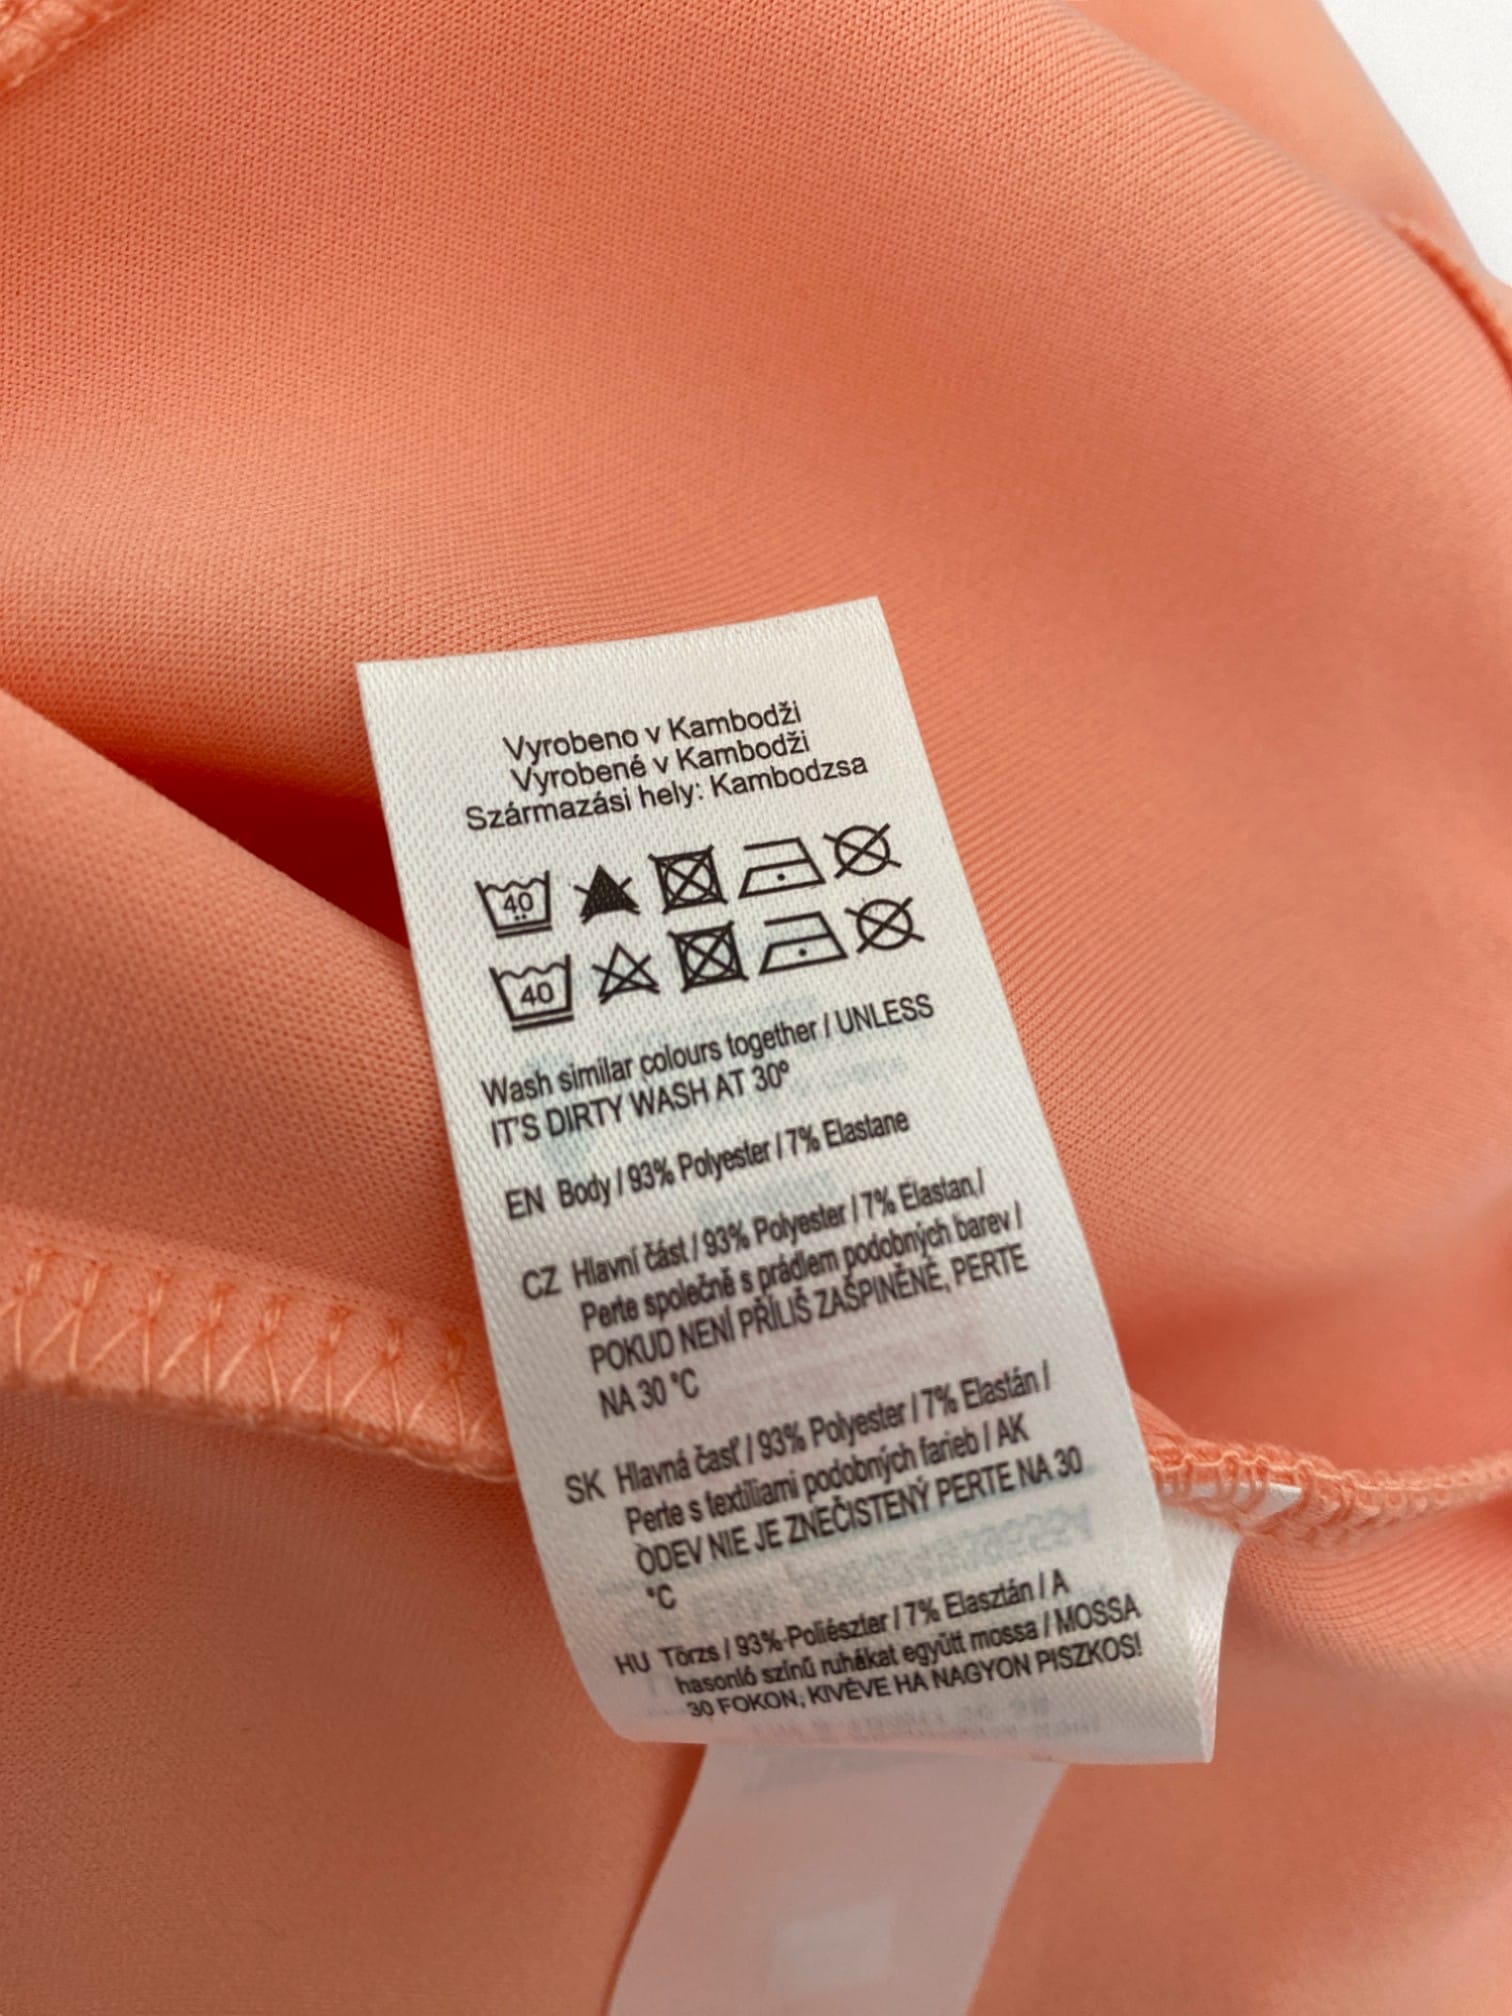 Vyrobeno v Kambodži
Vyrobené v Kambodži
Származási hely: Kambodzsa
40
40
Wash similar colours together / UNLESS
IT'S DIRTY WASH AT 30º
EN Body / 93% Polyester / 7% Elastane
CZ Hlavní část / 93% Polyester / 7% Elastan,/
Perte společně s prádlem podobných barev /
POKUD NENÍ PŘÍLIŠ ZAŠPINĚNÉ, PERTE
NA 30 °C
SK Hlavná časť / 93% Polyester / 7% Elastán /
Perte s textíliami podobných farieb / AK
ODEV NIE JE ZNEČISTENÝ PERTE NA 30
°C
HU Törzs / 93% Poliészter / 7% Elasztán / A
hasonló színű ruhákat együtt mossa / MOSSA
30 FOKON, KIVÉVE HA NAGYON PISZKOS!